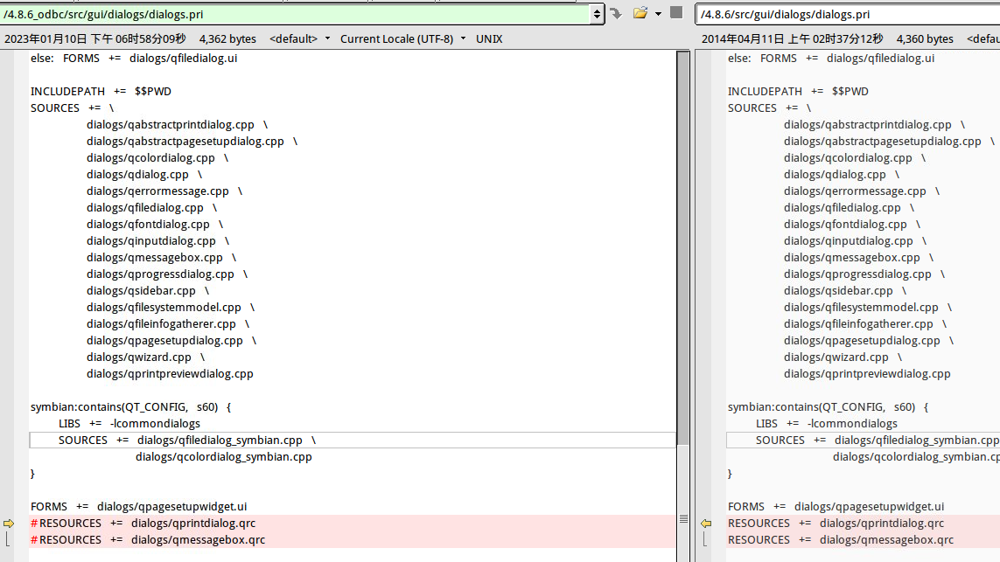 /4.8.6_odbc/src/gui/dialogs/dialogs.pri
2023年01月10日 下午 06时58分09秒 4,362 bytes <default> Current Locale (UTF-8) UNIX
else: FORMS += dialogs/qfiledialog.ui
INCLUDEPATH += $$PWD
SOURCES += \
dialogs/qabstractprintdialog.cpp \
dialogs/qabstractpagesetupdialog.cpp \
dialogs/qcolordialog.cpp \
dialogs/qdialog.cpp \
dialogs/qerrormessage.cpp \
dialogs/qfiledialog.cpp \
dialogs/qfontdialog.cpp \
dialogs/qinputdialog.cpp \
dialogs/qmessagebox.cpp \
dialogs/qprogressdialog.cpp \
dialogs/qsidebar.cpp \
dialogs/qfilesystemmodel.cpp \
dialogs/qfileinfogatherer.cpp \
dialogs/qpagesetupdialog.cpp \
dialogs/qwizard.cpp \
dialogs/qprintpreviewdialog.cpp
symbian:contains(QT_CONFIG, s60) {
LIBS += -lcommondialogs
SOURCES += dialogs/qfiledialog_symbian.cpp \
dialogs/qcolordialog_symbian.cpp
}
FORMS += dialogs/qpagesetupwidget.ui
#RESOURCES += dialogs/qprintdialog.qrc
#RESOURCES += dialogs/qmessagebox.qrc
/4.8.6/src/gui/dialogs/dialogs.pri
2014年04月11日 上午 02时37分12秒 4,360 bytes <defau
else: FORMS += dialogs/qfiledialog.ui
INCLUDEPATH += $$PWD
SOURCES += \
dialogs/qabstractprintdialog.cpp \
dialogs/qabstractpagesetupdialog.cpp \
dialogs/qcolordialog.cpp \
dialogs/qdialog.cpp \
dialogs/qerrormessage.cpp \
dialogs/qfiledialog.cpp \
dialogs/qfontdialog.cpp \
dialogs/qinputdialog.cpp \
dialogs/qmessagebox.cpp \
dialogs/qprogressdialog.cpp \
dialogs/qsidebar.cpp \
dialogs/qfilesystemmodel.cpp \
dialogs/qfileinfogatherer.cpp \
dialogs/qpagesetupdialog.cpp \
dialogs/qwizard.cpp \
dialogs/qprintpreviewdialog.cpp
symbian:contains(QT_CONFIG, s60) {
LIBS += -lcommondialogs
SOURCES += dialogs/qfiledialog_symbian.cpp
dialogs/qcolordialog_symbian.cp
}
FORMS += dialogs/qpagesetupwidget.ui
RESOURCES += dialogs/qprintdialog.qrc
RESOURCES += dialogs/qmessagebox.qrc